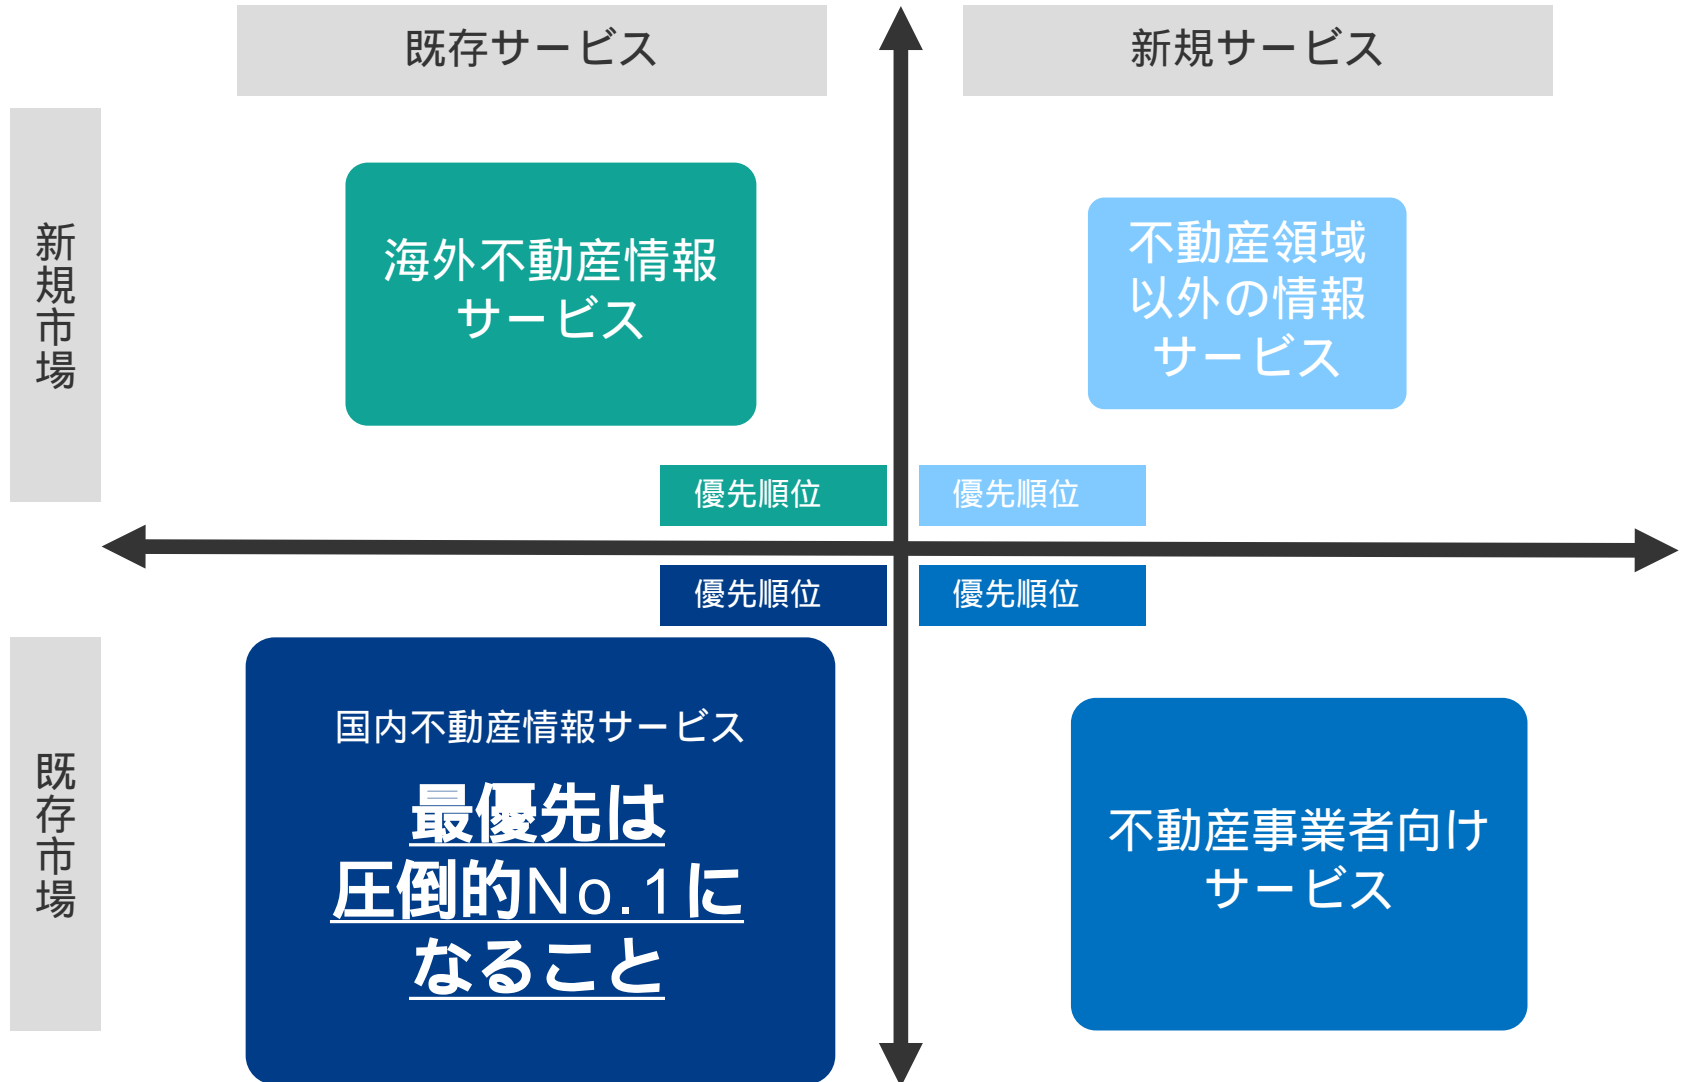 既存サービス
新規サービス
新規市場
海外不動産情報
サービス
不動産領域
以外の情報
サービス
優先順位
優先順位
優先順位
優先順位
既存市場
国内不動産情報サービス
最優先は
圧倒的No.1に
なること
不動産事業者向け
サービス